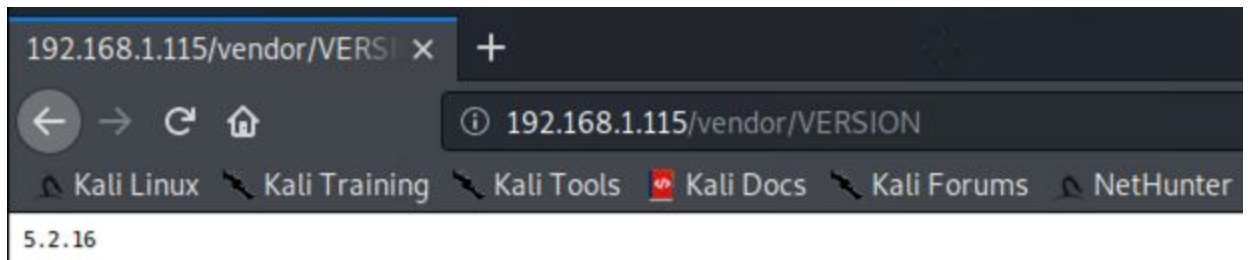 192.168.1.115/vendor/VERSI
192.168.1.115/vendor/VERSION
Kali Linux Kali Training Kali Tools Kali Docs Kali Forums NetHunter
5.2.16